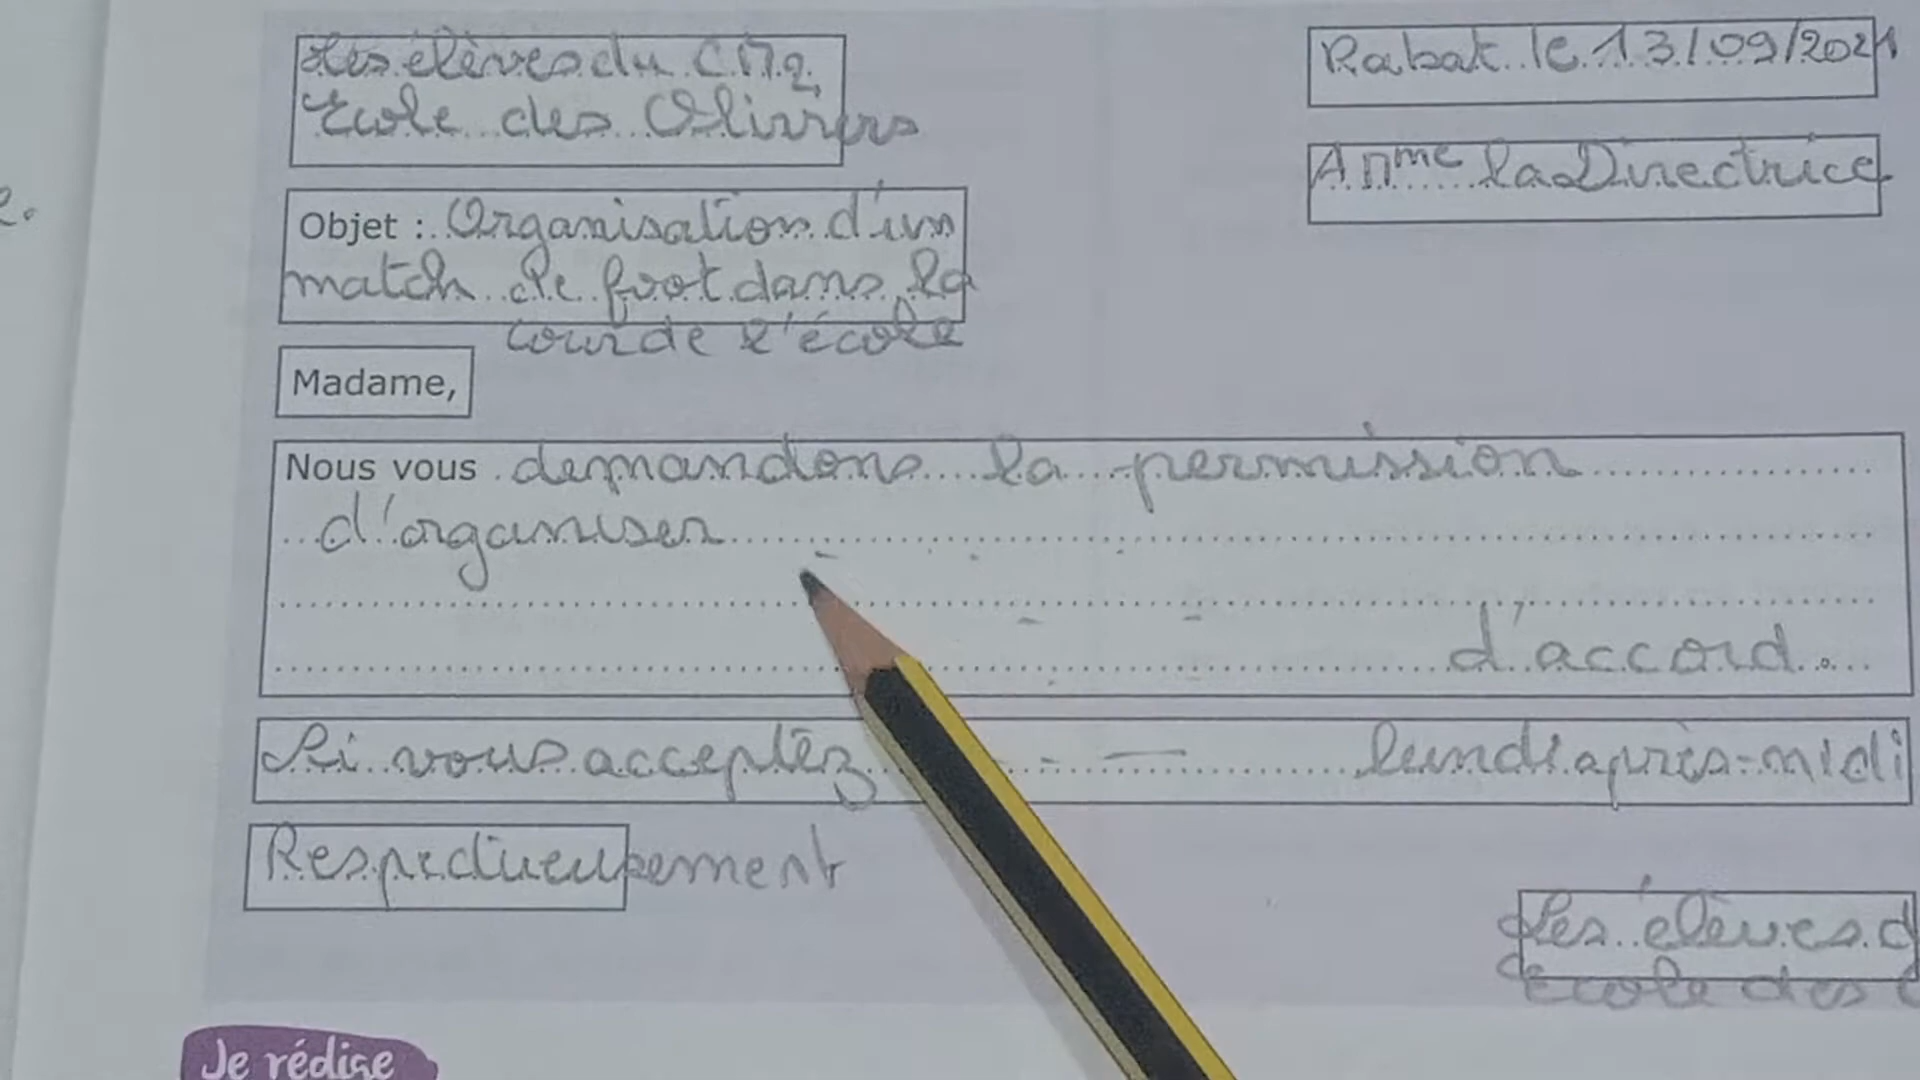 Les élèves du CM2
Ecole des Oliviers
Rabat le 13/09/2021
A Mme la Directrice
Objet : Organisation d'un
match de foot dans la
cour de l'école
Madame,
Nous vous demandons la permission
d'organiser
d'accord.
Si vous acceptez - - — lundi après-midi
Respectueusement
Les élèves d
école des
Je rédige